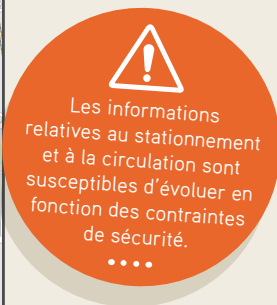 Les informations
relatives au stationnement
et à la circulation sont
susceptibles d'évoluer en
fonction des contraintes
de sécurité.